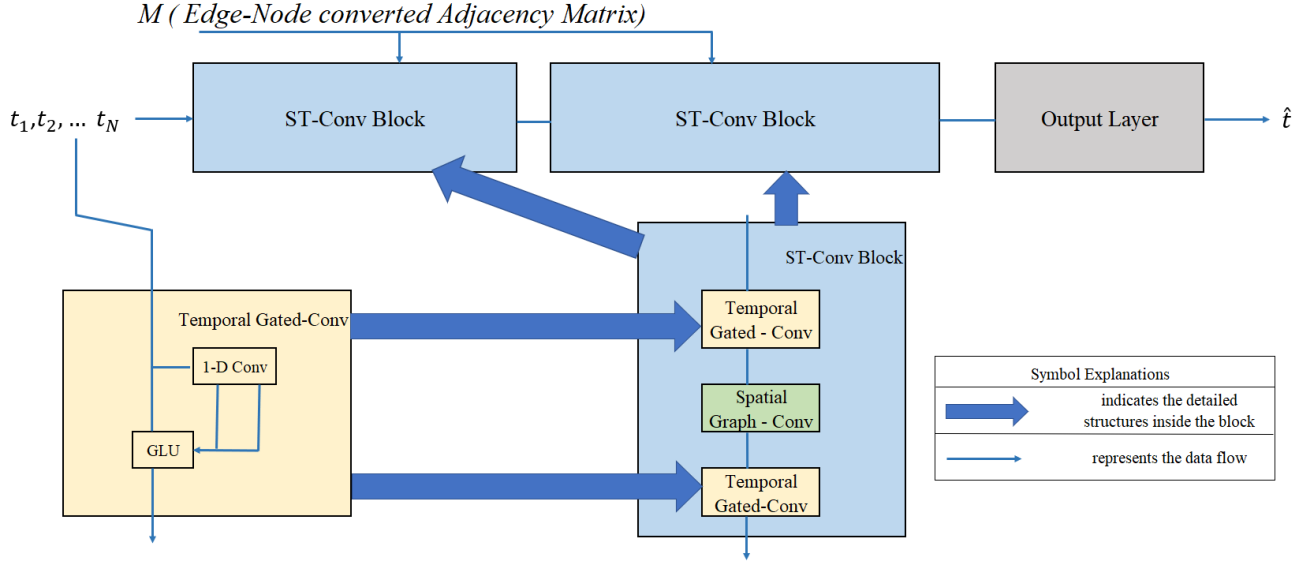 M ( Edge-Node converted Adjacency Matrix)
t₁,t₂, … t_N
ST-Conv Block
ST-Conv Block
Output Layer
t̂
ST-Conv Block
Temporal Gated-Conv
1-D Conv
GLU
Temporal
Gated - Conv
Spatial
Graph - Conv
Temporal
Gated-Conv
Symbol Explanations
indicates the detailed
structures inside the block
represents the data flow